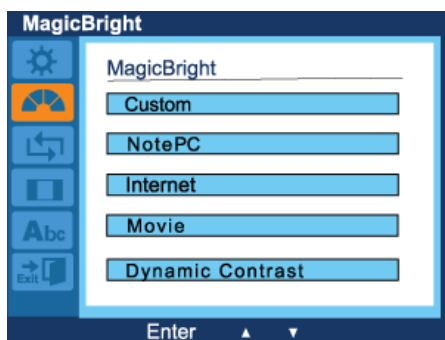 MagicBright
MagicBright
Custom
NotePC
Internet
Movie
Abc
Dynamic Contrast
Exit
Enter ▲ ▼